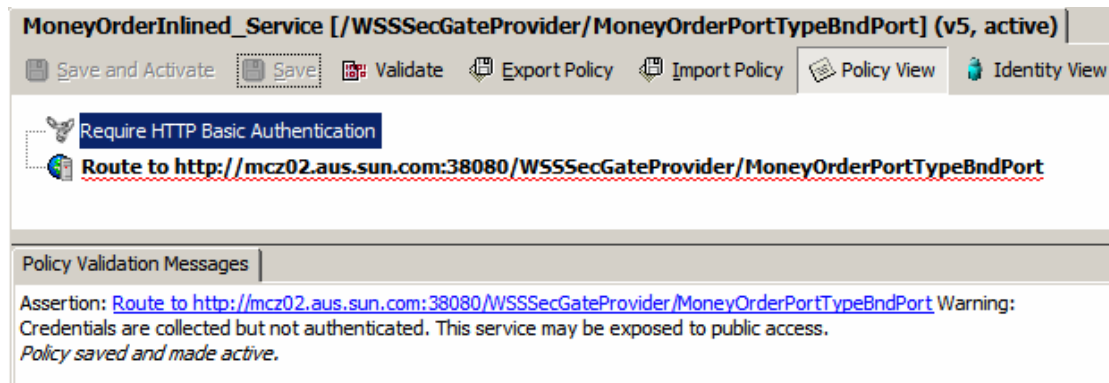 MoneyOrderInlined_Service [/WSSSecGateProvider/MoneyOrderPortTypeBndPort] (v5, active)
Save and Activate Save Validate Export Policy Import Policy Policy View Identity View
Require HTTP Basic Authentication
Route to http://mcz02.aus.sun.com:38080/WSSSecGateProvider/MoneyOrderPortTypeBndPort
Policy Validation Messages
Assertion: Route to http://mcz02.aus.sun.com:38080/WSSSecGateProvider/MoneyOrderPortTypeBndPort Warning:
Credentials are collected but not authenticated. This service may be exposed to public access.
Policy saved and made active.